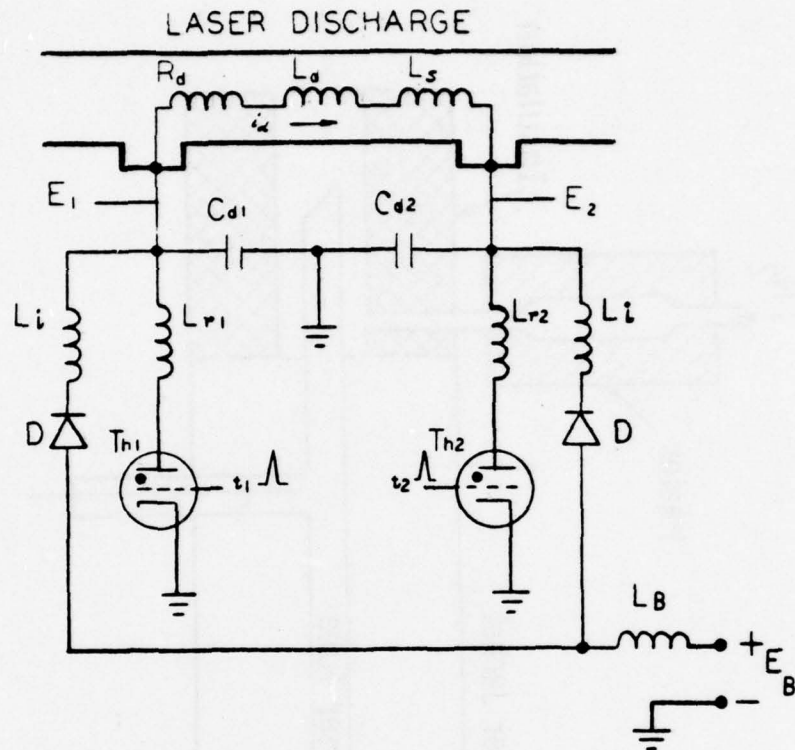 LASER DISCHARGE
Rd Ld Ls
id
E1 Cd1 Cd2 E2
Li Lr1 Lr2 Li
D Th1 t1 t2 Th2 D
LB
+
EB
−